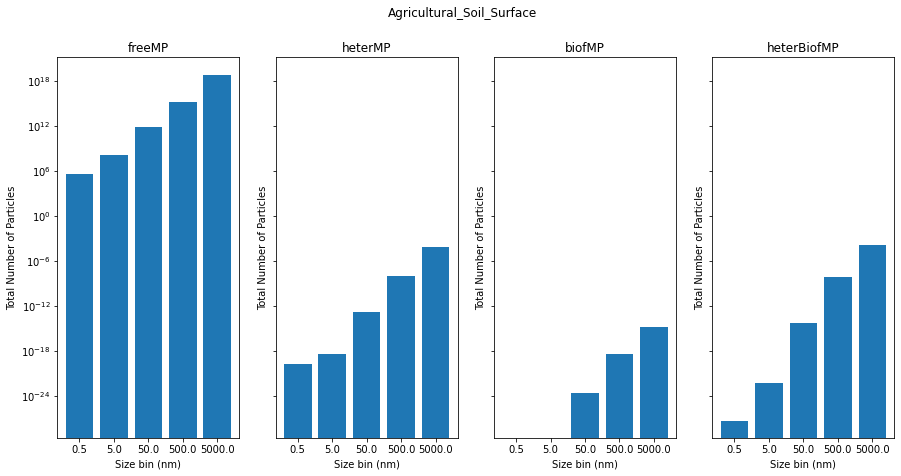 Agricultural_Soil_Surface
freeMP
heterMP
biofMP
heterBiofMP
Total Number of Particles
10^18
10^12
10^6
10^0
10^-6
10^-12
10^-18
10^-24
0.5 5.0 50.0 500.0 5000.0
Size bin (nm)
Total Number of Particles
0.5 5.0 50.0 500.0 5000.0
Size bin (nm)
Total Number of Particles
0.5 5.0 50.0 500.0 5000.0
Size bin (nm)
Total Number of Particles
0.5 5.0 50.0 500.0 5000.0
Size bin (nm)